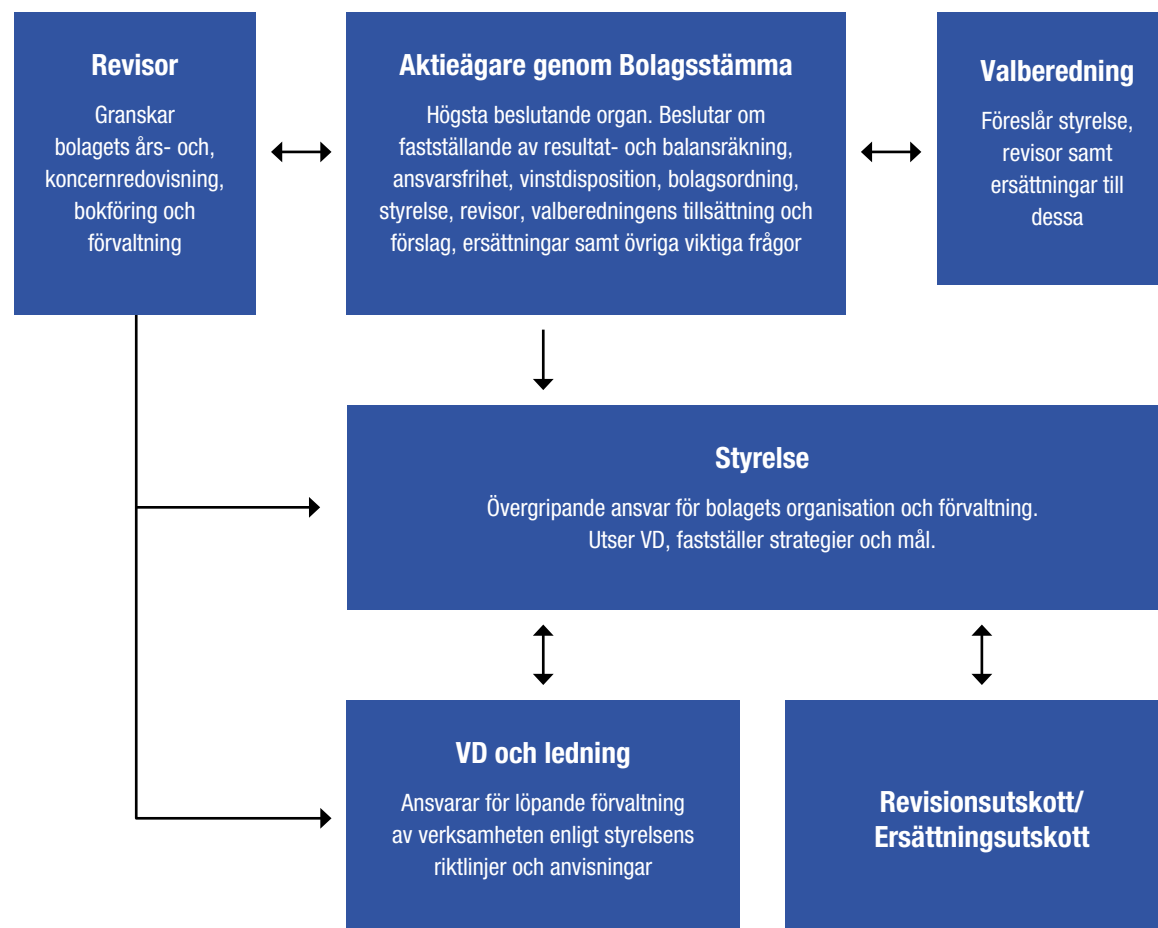 Revisor
Granskar
bolagets års- och,
koncernredovisning,
bokföring och
förvaltning
Aktieägare genom Bolagsstämma
Högsta beslutande organ. Beslutar om
fastställande av resultat- och balansräkning,
ansvarsfrihet, vinstdisposition, bolagsordning,
styrelse, revisor, valberedningens tillsättning och
förslag, ersättningar samt övriga viktiga frågor
Valberedning
Föreslår styrelse,
revisor samt
ersättningar till
dessa
Styrelse
Övergripande ansvar för bolagets organisation och förvaltning.
Utser VD, fastställer strategier och mål.
VD och ledning
Ansvarar för löpande förvaltning
av verksamheten enligt styrelsens
riktlinjer och anvisningar
Revisionsutskott/
Ersättningsutskott